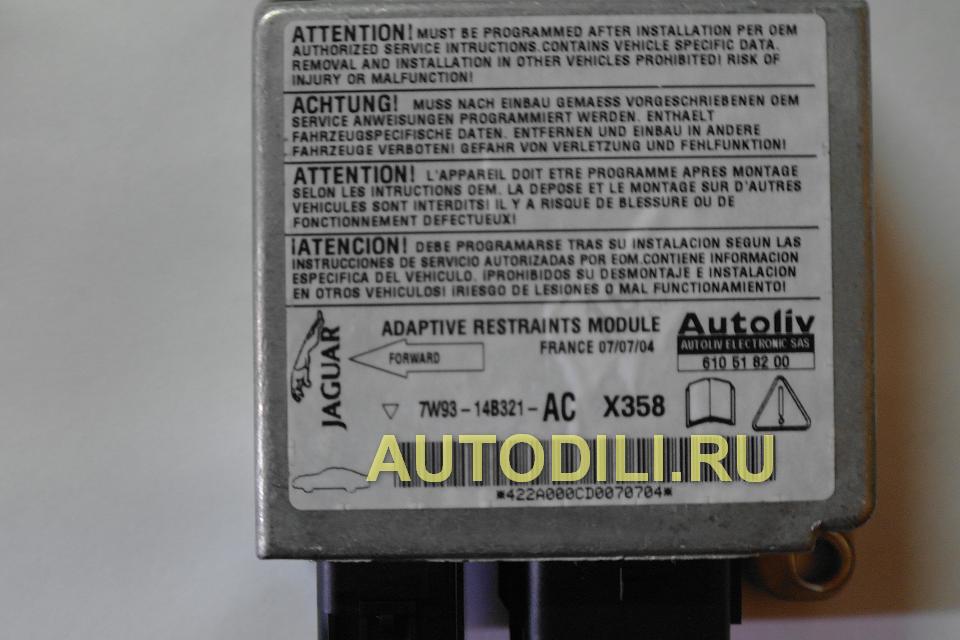 ATTENTION! MUST BE PROGRAMMED AFTER INSTALLATION PER OEM
AUTHORIZED SERVICE INTRUCTIONS.CONTAINS VEHICLE SPECIFIC DATA.
REMOVAL AND INSTALLATION IN OTHER VEHICLES PROHIBITED! RISK OF
INJURY OR MALFUNCTION!
ACHTUNG! MUSS NACH EINBAU GEMAESS VORGESCHRIEBENEN OEM
SERVICE ANWEISUNGEN PROGRAMMIERT WERDEN. ENTHAELT
FAHRZEUGSPECIFISCHE DATEN. ENTFERNEN UND EINBAU IN ANDERE
FAHRZEUGE VERBOTEN! GEFAHR VON VERLETZUNG UND FEHLFUNKTION!
ATTENTION! L'APPAREIL DOIT ETRE PROGRAMME APRES MONTAGE
SELON LES INTRUCTIONS OEM. LA DEPOSE ET LE MONTAGE SUR D'AUTRES
VEHICULES SONT INTERDITS! IL Y A RISQUE DE BLESSURE OU DE
FONCTIONNEMENT DEFECTUEUX!
¡ATENCION! DEBE PROGRAMARSE TRAS SU INSTALACION SEGUN LAS
INSTRUCCIONES DE SERVICIO AUTORIZADAS POR EOM.CONTIENE INFORMACION
ESPECIFICA DEL VEHICULO. ¡PROHIBIDOS SU DESMONTAJE E INSTALACION
EN OTROS VEHICULOS! ¡RIESGO DE LESIONES O MAL FUNCTIONAMIENTO!
JAGUAR
ADAPTIVE RESTRAINTS MODULE
FRANCE 07/07/04
FORWARD
Autoliv
AUTOLIV ELECTRONIC SAS
610 51 82 00
7W93-14B321-AC X358
AUTODILI.RU
*422A000CD0070704*